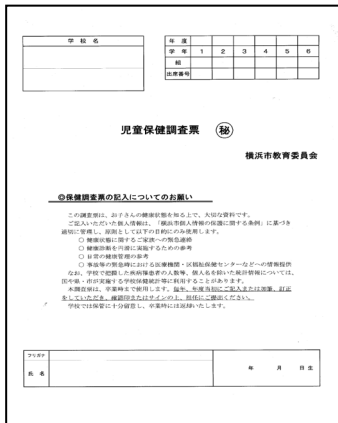 学 校 名
年 度
学 年 1 2 3 4 5 6
組
出席番号
児童保健調査票 ㊙
横浜市教育委員会
◎保健調査票の記入についてのお願い
この調査票は、お子さんの健康状態を知る上で、大切な資料です。
ご記入いただいた個人情報は、「横浜市個人情報の保護に関する条例」に基づき
適切に管理し、原則として以下の目的にのみ使用します。
○ 健康状態に関するご家族への緊急連絡
○ 健康診断を円滑に実施するための参考
○ 日常の健康管理の参考
○ 事故等の緊急時における医療機関・区福祉保健センターなどへの情報提供
なお、学校で把握した疾病罹患者の人数等、個人名を除いた統計情報については、
国や県・市が実施する学校保健統計等に利用することがあります。
本調査票は、卒業時まで使用します。毎年、年度当初にご記入または加筆、訂正
をしていただき、確認印またはサインの上、担任にご提出ください。
学校では保管に十分留意し、卒業時には返却いたします。
フリガナ
氏 名
年 月 日 生